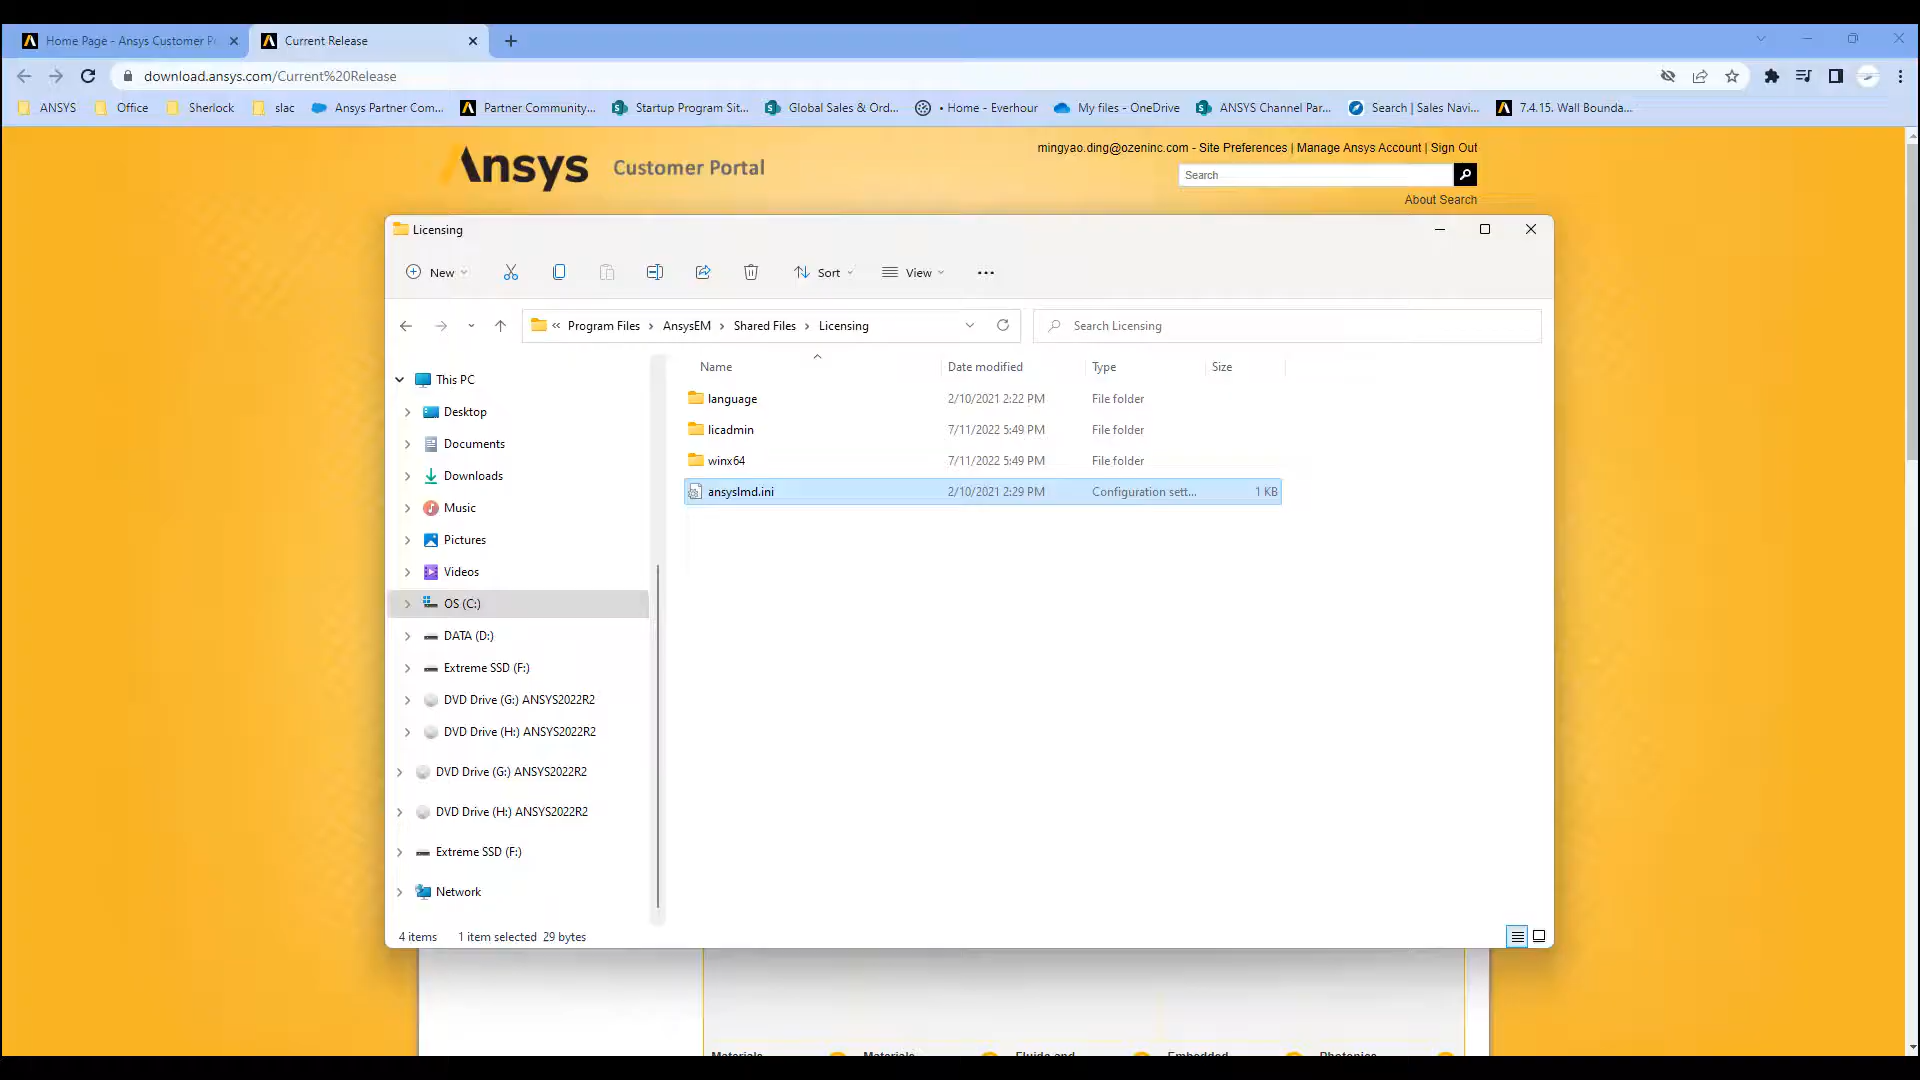 Home Page - Ansys Customer P
Current Release
download.ansys.com/Current%20Release
ANSYS
Office
Sherlock
slac
Ansys Partner Com...
Partner Community...
Startup Program Sit...
Global Sales & Ord...
• Home - Everhour
My files - OneDrive
ANSYS Channel Par...
Search | Sales Navi...
7.4.15. Wall Bounda...
Ansys
Customer Portal
mingyao.ding@ozeninc.com - Site Preferences | Manage Ansys Account | Sign Out
Search
About Search
Licensing
New
Sort
View
« Program Files > AnsysEM > Shared Files > Licensing
Search Licensing
Name
Date modified
Type
Size
language
2/10/2021 2:22 PM
File folder
licadmin
7/11/2022 5:49 PM
File folder
winx64
7/11/2022 5:49 PM
File folder
ansyslmd.ini
2/10/2021 2:29 PM
Configuration sett...
1 KB
This PC
Desktop
Documents
Downloads
Music
Pictures
Videos
OS (C:)
DATA (D:)
Extreme SSD (F:)
DVD Drive (G:) ANSYS2022R2
DVD Drive (H:) ANSYS2022R2
DVD Drive (G:) ANSYS2022R2
DVD Drive (H:) ANSYS2022R2
Extreme SSD (F:)
Network
4 items
1 item selected 29 bytes
Materials
Materials
Fluids and
Embedded
Photonics